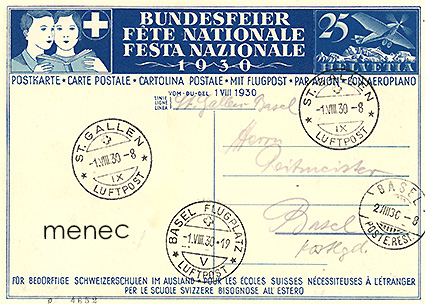 BUNDESFEIER
FÊTE NATIONALE
FESTA NAZIONALE
1930
25
HELVETIA
POSTKARTE • CARTE POSTALE • CARTOLINA POSTALE • MIT FLUGPOST • PAR AVION • CON AEROPLANO
VOM • DU • DEL 1 VIII 1930
LINIE
LIGNE
LINEA
St. Gallen Basel
ST. GALLEN
-1.VIII.30-8
IX
LUFTPOST
ST. GALLEN
-1.VIII.30-8
IX
LUFTPOST
Herrn
Basel
BASEL FLUGPLATZ
-1.VIII.30-19
V
LUFTPOST
BASEL
POSTE.REST
menec
FÜR BEDÜRFTIGE SCHWEIZERSCHULEN IM AUSLAND • POUR LES ÉCOLES SUISSES NÉCESSITEUSES À L'ÉTRANGER
PER LE SCUOLE SVIZZERE BISOGNOSE ALL ESTERO